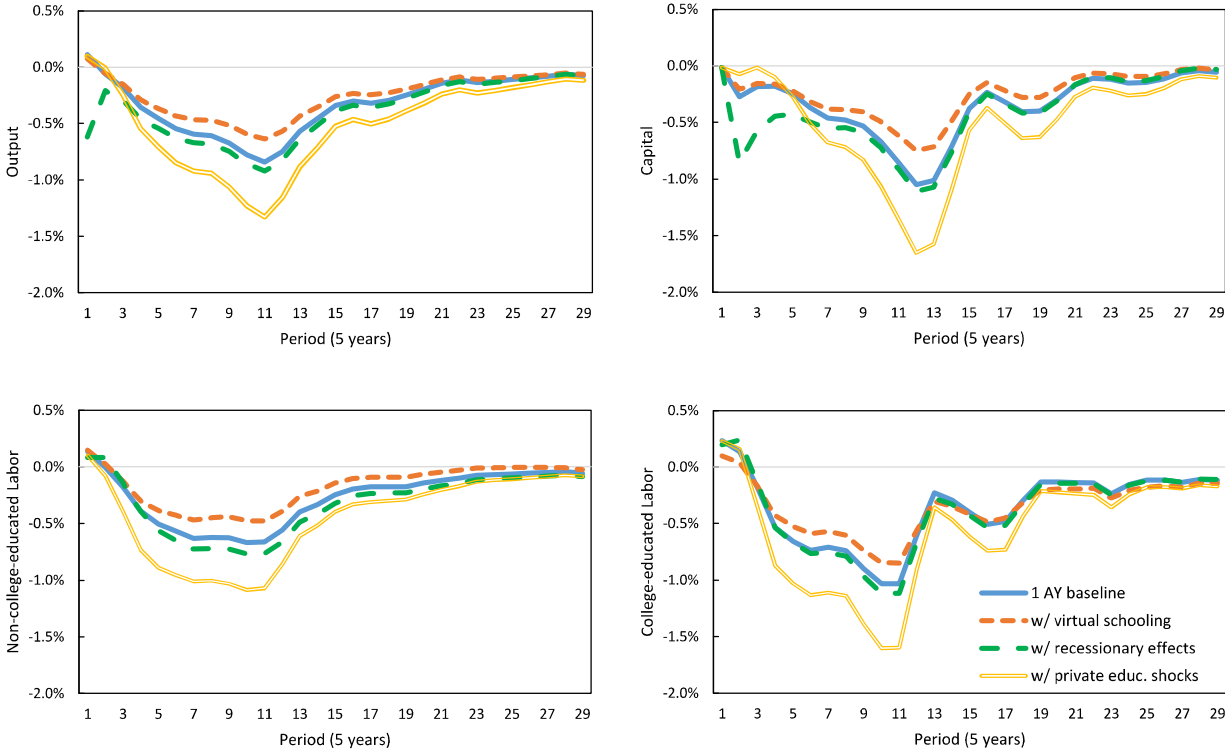 0.5%
0.0%
-0.5%
-1.0%
-1.5%
-2.0%
Output
1 3 5 7 9 11 13 15 17 19 21 23 25 27 29
Period (5 years)
0.5%
0.0%
-0.5%
-1.0%
-1.5%
-2.0%
Capital
1 3 5 7 9 11 13 15 17 19 21 23 25 27 29
Period (5 years)
0.5%
0.0%
-0.5%
-1.0%
-1.5%
-2.0%
Non-college-educated Labor
1 3 5 7 9 11 13 15 17 19 21 23 25 27 29
Period (5 years)
0.5%
0.0%
-0.5%
-1.0%
-1.5%
-2.0%
College-educated Labor
1 AY baseline
w/ virtual schooling
w/ recessionary effects
w/ private educ. shocks
1 3 5 7 9 11 13 15 17 19 21 23 25 27 29
Period (5 years)